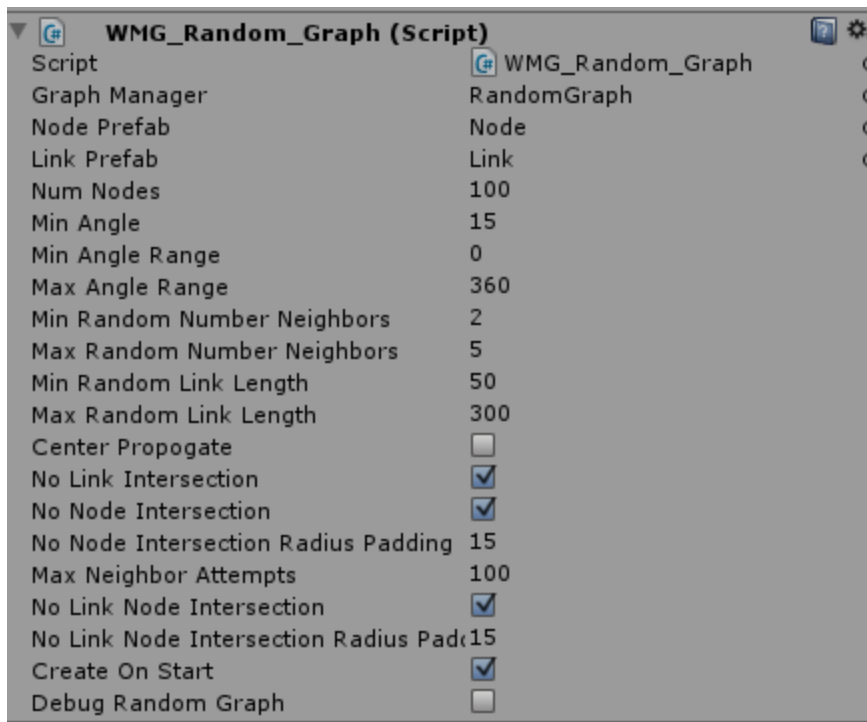 WMG_Random_Graph (Script)
Script WMG_Random_Graph
Graph Manager RandomGraph
Node Prefab Node
Link Prefab Link
Num Nodes 100
Min Angle 15
Min Angle Range 0
Max Angle Range 360
Min Random Number Neighbors 2
Max Random Number Neighbors 5
Min Random Link Length 50
Max Random Link Length 300
Center Propogate
No Link Intersection
No Node Intersection
No Node Intersection Radius Padding 15
Max Neighbor Attempts 100
No Link Node Intersection
No Link Node Intersection Radius Pad 15
Create On Start
Debug Random Graph